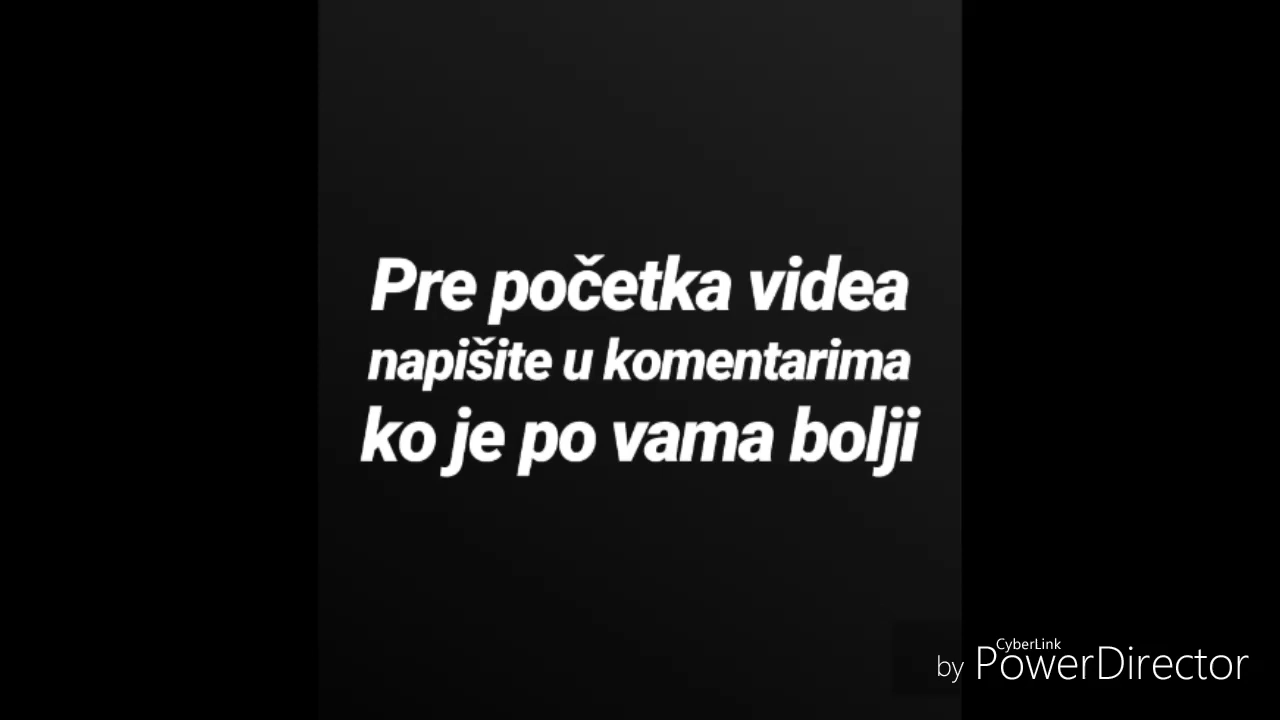 Pre početka videa
napišite u komentarima
ko je po vama bolji
CyberLink
by PowerDirector